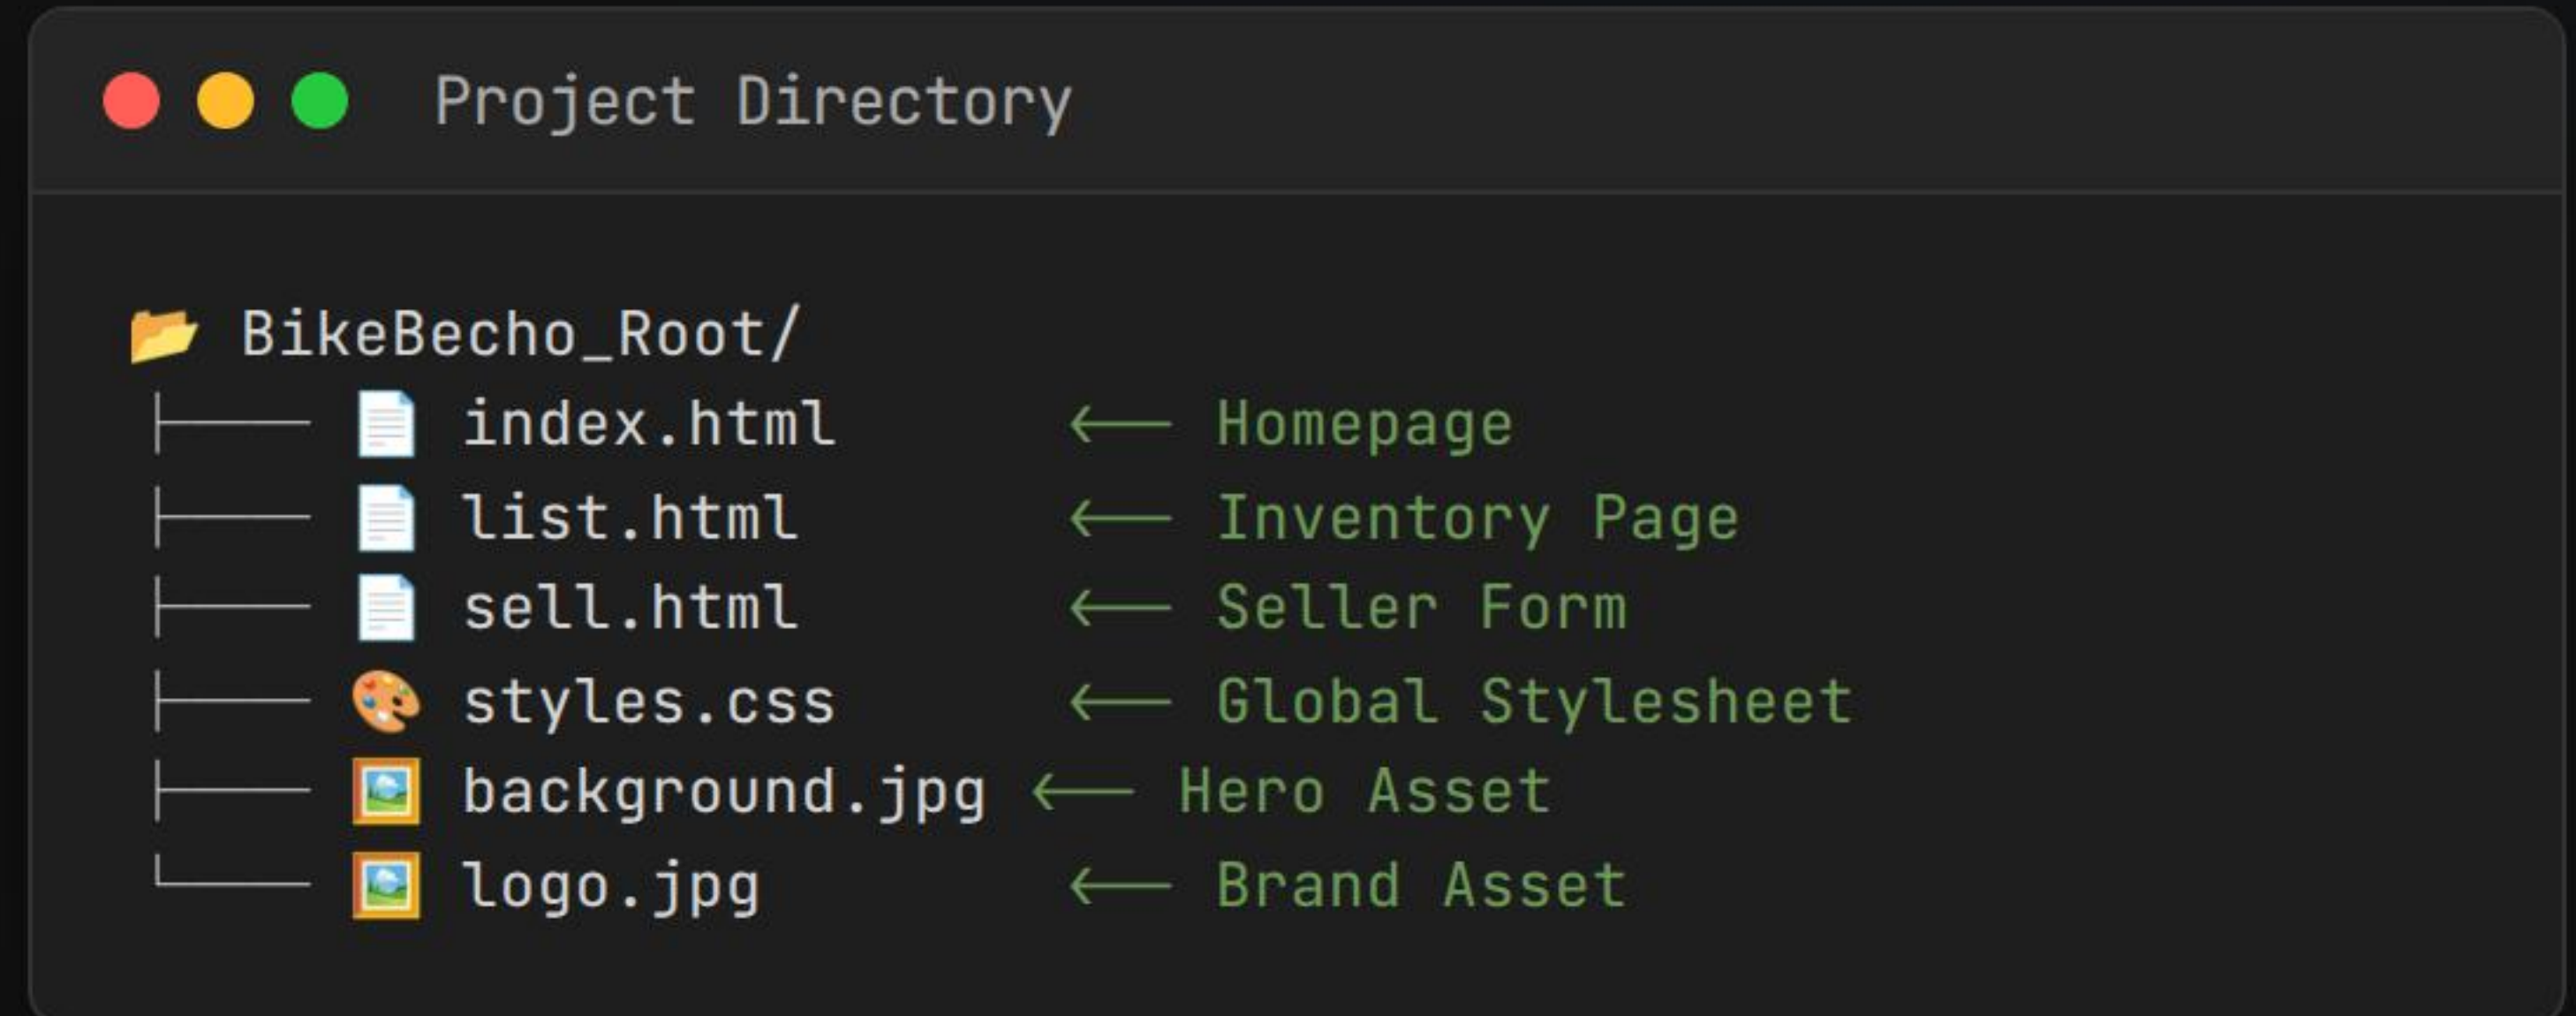 Project Directory
📂 BikeBecho_Root/
├── 📄 index.html ⟵ Homepage
├── 📄 list.html ⟵ Inventory Page
├── 📄 sell.html ⟵ Seller Form
├── 🎨 styles.css ⟵ Global Stylesheet
├── 🖼️ background.jpg ⟵ Hero Asset
└── 🖼️ logo.jpg ⟵ Brand Asset